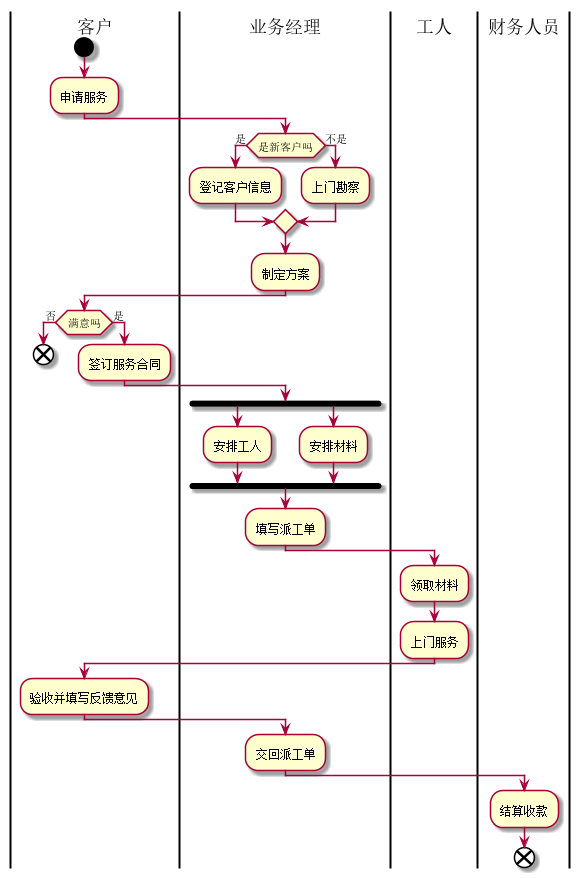 客户 业务经理 工人 财务人员
申请服务
是新客户吗
是 不是
登记客户信息 上门勘察
制定方案
满意吗
否 是
签订服务合同
安排工人 安排材料
填写派工单
领取材料
上门服务
验收并填写反馈意见
交回派工单
结算收款